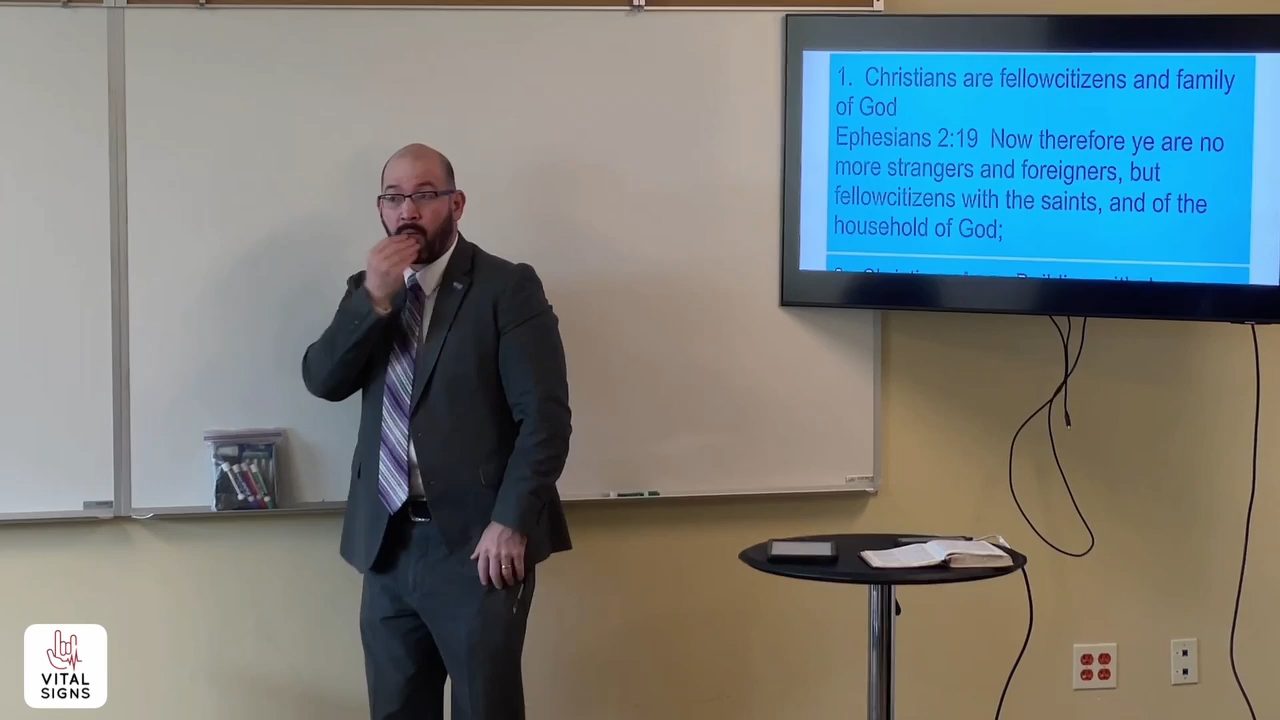 1. Christians are fellowcitizens and family
of God
Ephesians 2:19 Now therefore ye are no
more strangers and foreigners, but
fellowcitizens with the saints, and of the
household of God;
VITAL
SIGNS